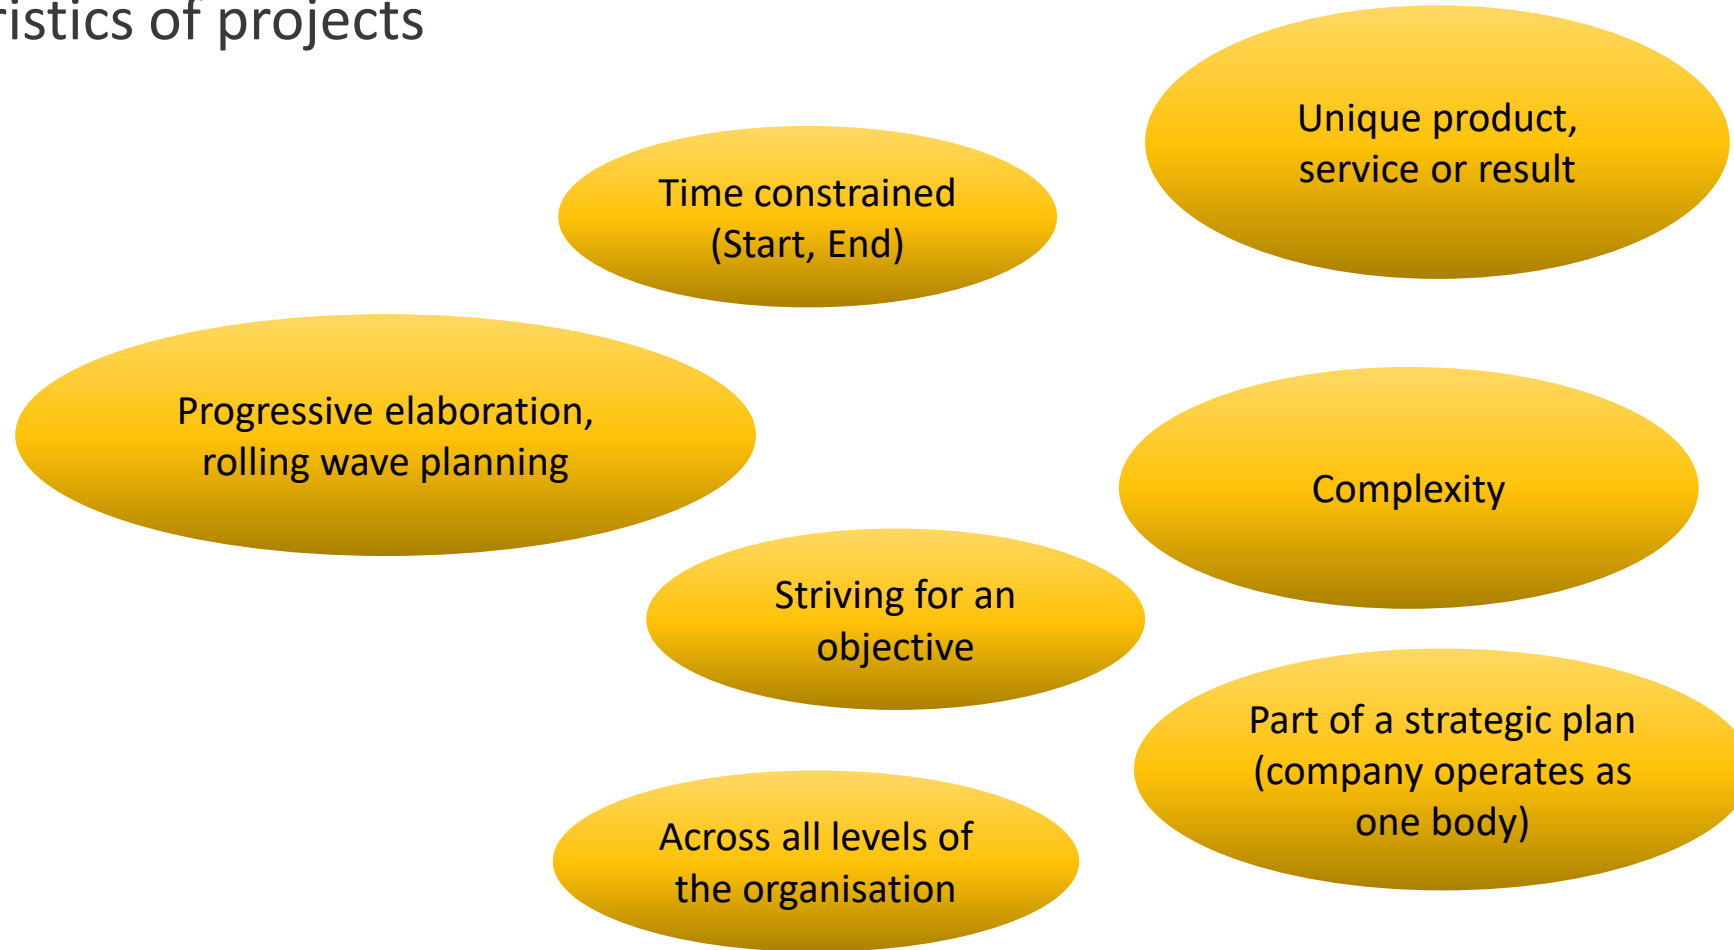 ristics of projects
Unique product,
service or result
Time constrained
(Start, End)
Progressive elaboration,
rolling wave planning
Complexity
Striving for an
objective
Part of a strategic plan
(company operates as
one body)
Across all levels of
the organisation